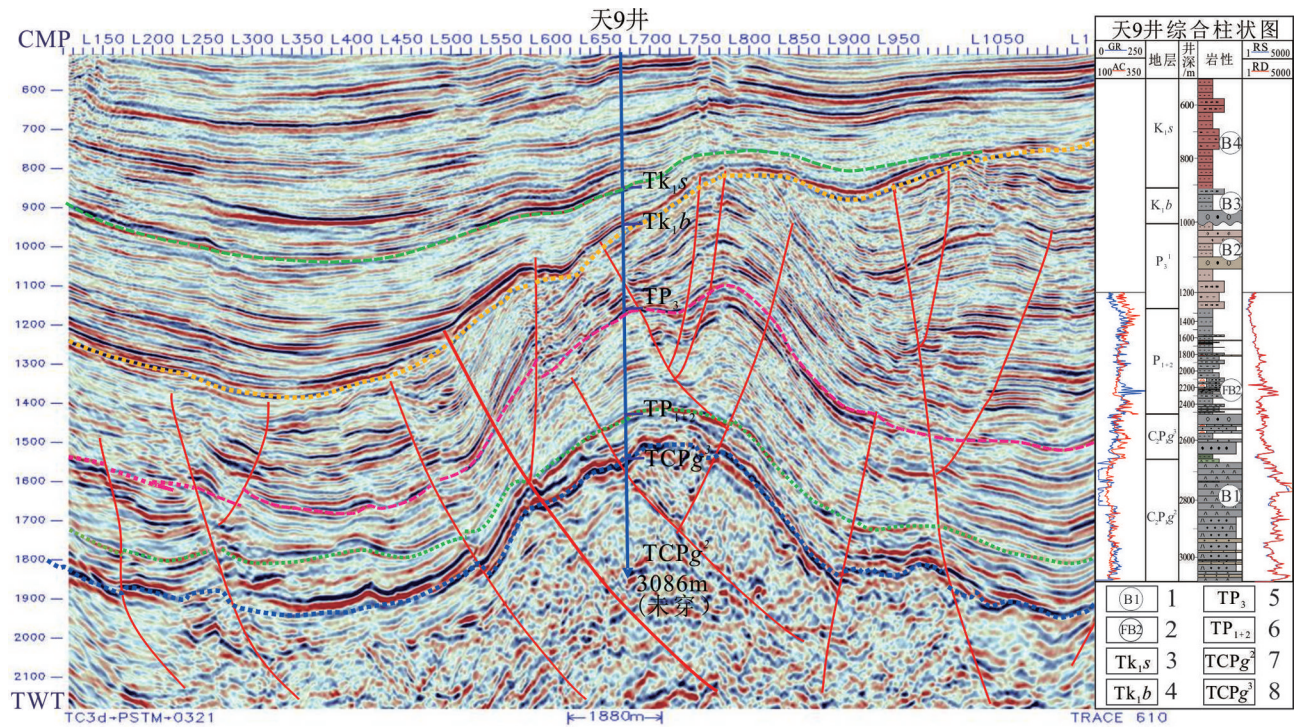 天9井
CMP L150 L200 L250 L300 L350 L400 L450 L500 L550 L600 L650 L700 L750 L800 L850 L900 L950 L1050 L1
600
700
800
900
1000
1100
1200
1300
1400
1500
1600
1700
1800
1900
2000
2100
TWT
Tk₁s
Tk₁b
TP₃
TP₁₊₂
TCPg³
TCPg²
3086m
(未穿)
TC3d→PSTM→0321
1880m
TRACE 610
天9井综合柱状图
0 GR 250
100 AC 350
地层
井深/m
岩性
1 RS 5000
1 RD 5000
K₁s
K₁b
P₃¹
P₁₊₂
C₂P₁g³
C₂P₁g²
600
800
1000
1200
1400
1600
1800
2000
2200
2400
2600
2800
3000
B4
B3
B2
FB2
B1
B1 1
FB2 2
Tk₁s 3
Tk₁b 4
TP₃ 5
TP₁₊₂ 6
TCPg² 7
TCPg³ 8